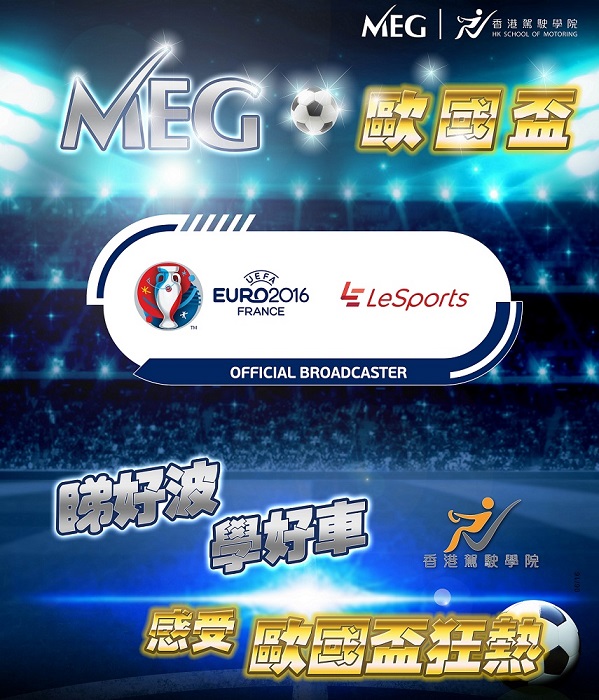 MEG
香港駕駛學院
HK SCHOOL OF MOTORING
MEG 歐國盃
UEFA
EURO2016
FRANCE
TM
LeSports
OFFICIAL BROADCASTER
睇好波
學好車
香港駕駛學院
感受 歐國盃狂熱